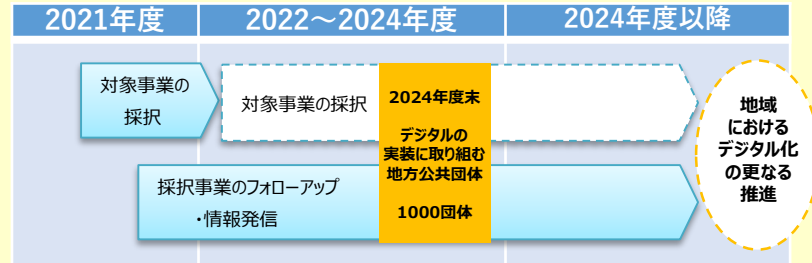 2021年度
2022～2024年度
2024年度以降
対象事業の
採択
対象事業の採択
2024年度末
デジタルの
実装に取り組む
地方公共団体
1000団体
採択事業のフォローアップ
・情報発信
地域
における
デジタル化
の更なる
推進